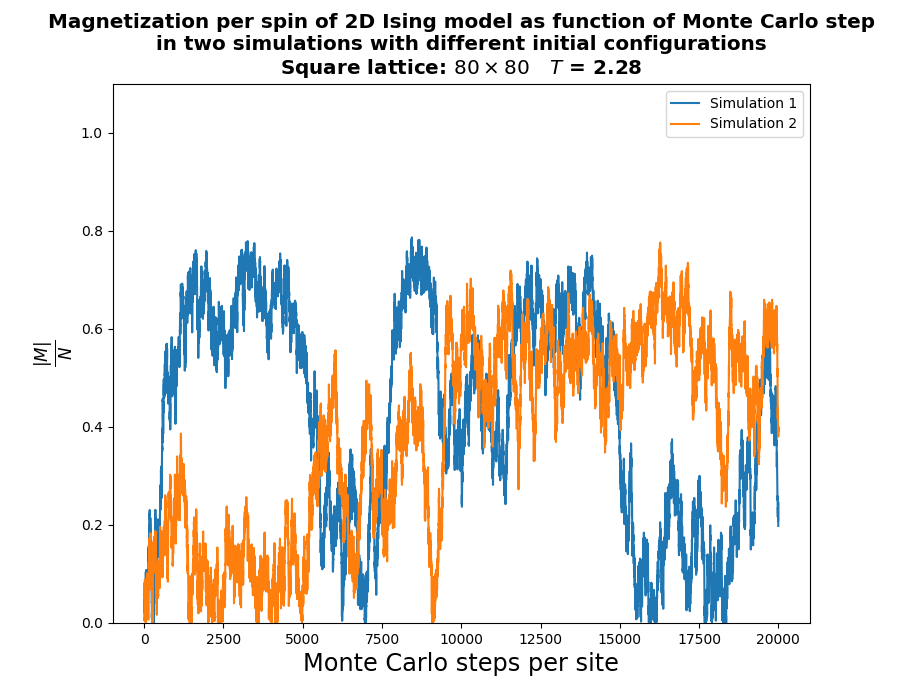 Magnetization per spin of 2D Ising model as function of Monte Carlo step
in two simulations with different initial configurations
Square lattice: 80 × 80 T = 2.28
Simulation 1
Simulation 2
1.0
0.8
0.6
0.4
0.2
0.0
|M|
N
0 2500 5000 7500 10000 12500 15000 17500 20000
Monte Carlo steps per site